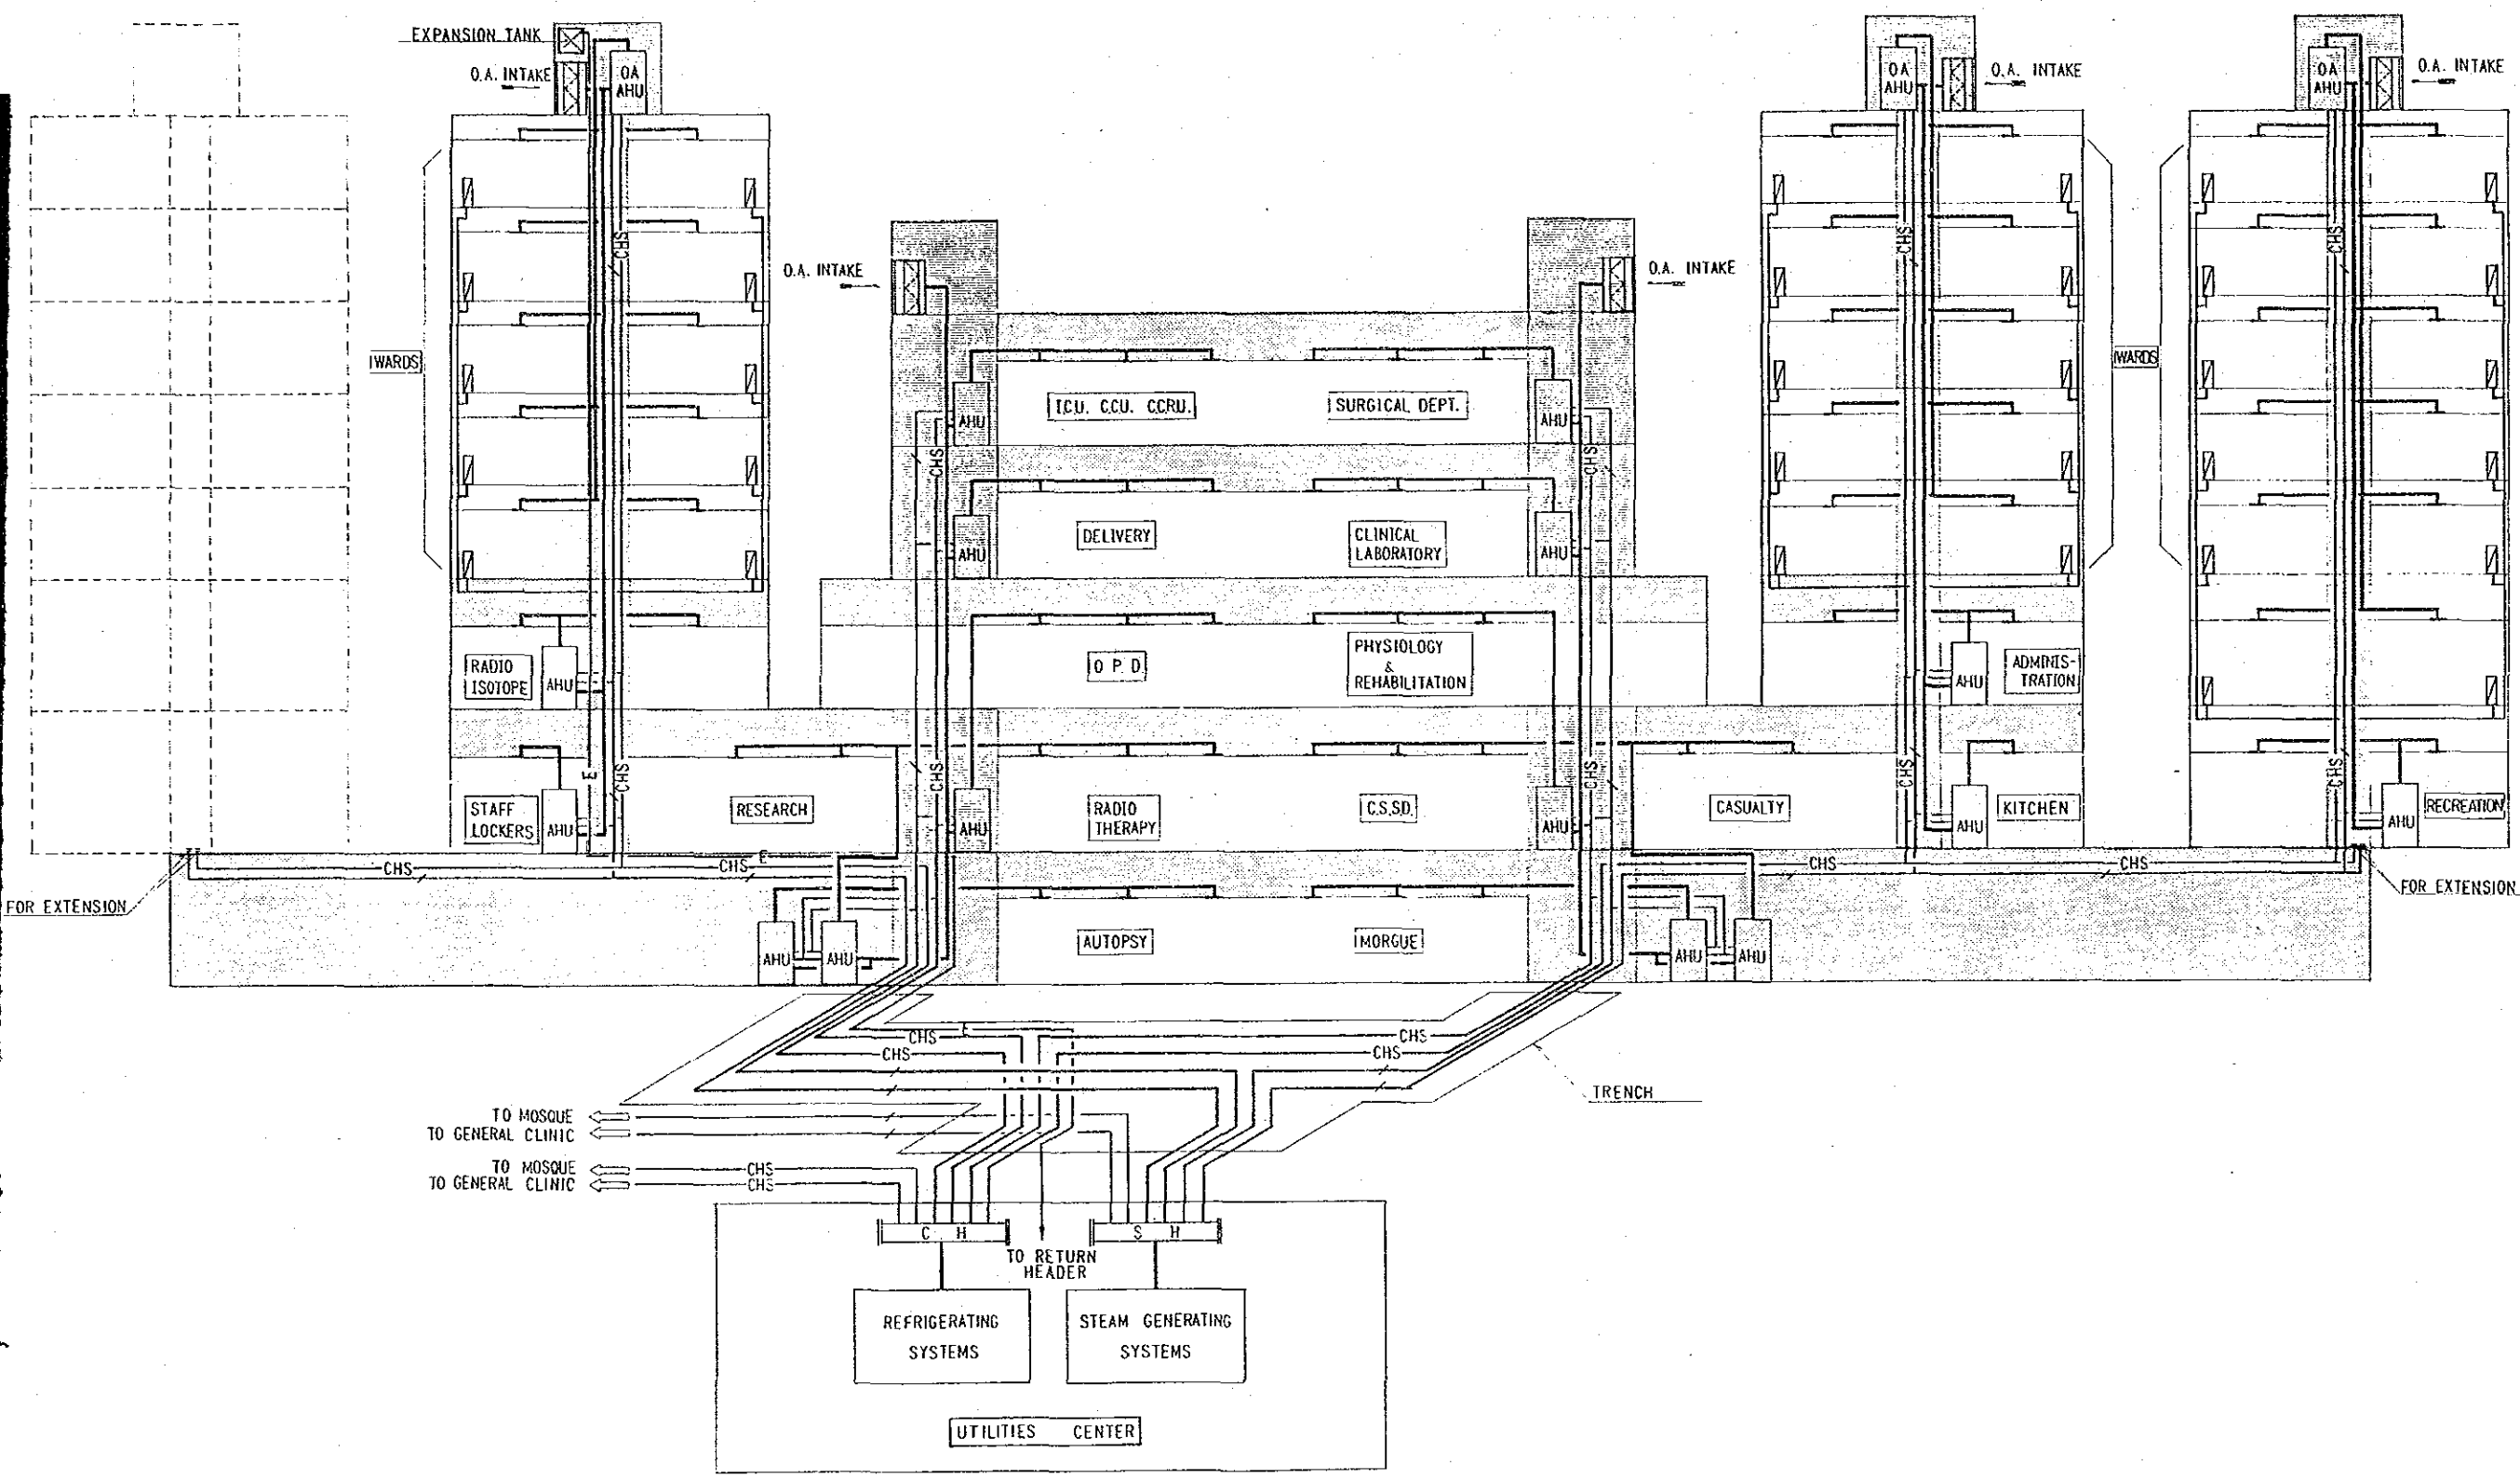 EXPANSION TANK
O.A. INTAKE
OA
AHU
OA
AHU
O.A. INTAKE
OA
AHU
O.A. INTAKE
CHS
CHS
CHS
O.A. INTAKE
O.A. INTAKE
WARDS
WARDS
I.C.U. C.C.U. C.C.R.U.
SURGICAL DEPT.
AHU
AHU
CHS
CHS
DELIVERY
CLINICAL
LABORATORY
AHU
AHU
RADIO
ISOTOPE
AHU
O P D
PHYSIOLOGY
&
REHABILITATION
AHU
ADMINIS-
TRATION
E
CHS
CHS
CHS
CHS
CHS
STAFF
LOCKERS
AHU
RESEARCH
AHU
RADIO
THERAPY
C.S.S.D.
AHU
CASUALTY
AHU
KITCHEN
AHU
RECREATION
E
CHS
CHS
CHS
CHS
FOR EXTENSION
FOR EXTENSION
AHU
AHU
AUTOPSY
MORGUE
AHU
AHU
E
CHS
CHS
CHS
CHS
TRENCH
TO MOSQUE
TO GENERAL CLINIC
TO MOSQUE
CHS
TO GENERAL CLINIC
CHS
C H
S H
TO RETURN
HEADER
REFRIGERATING
SYSTEMS
STEAM GENERATING
SYSTEMS
UTILITIES CENTER